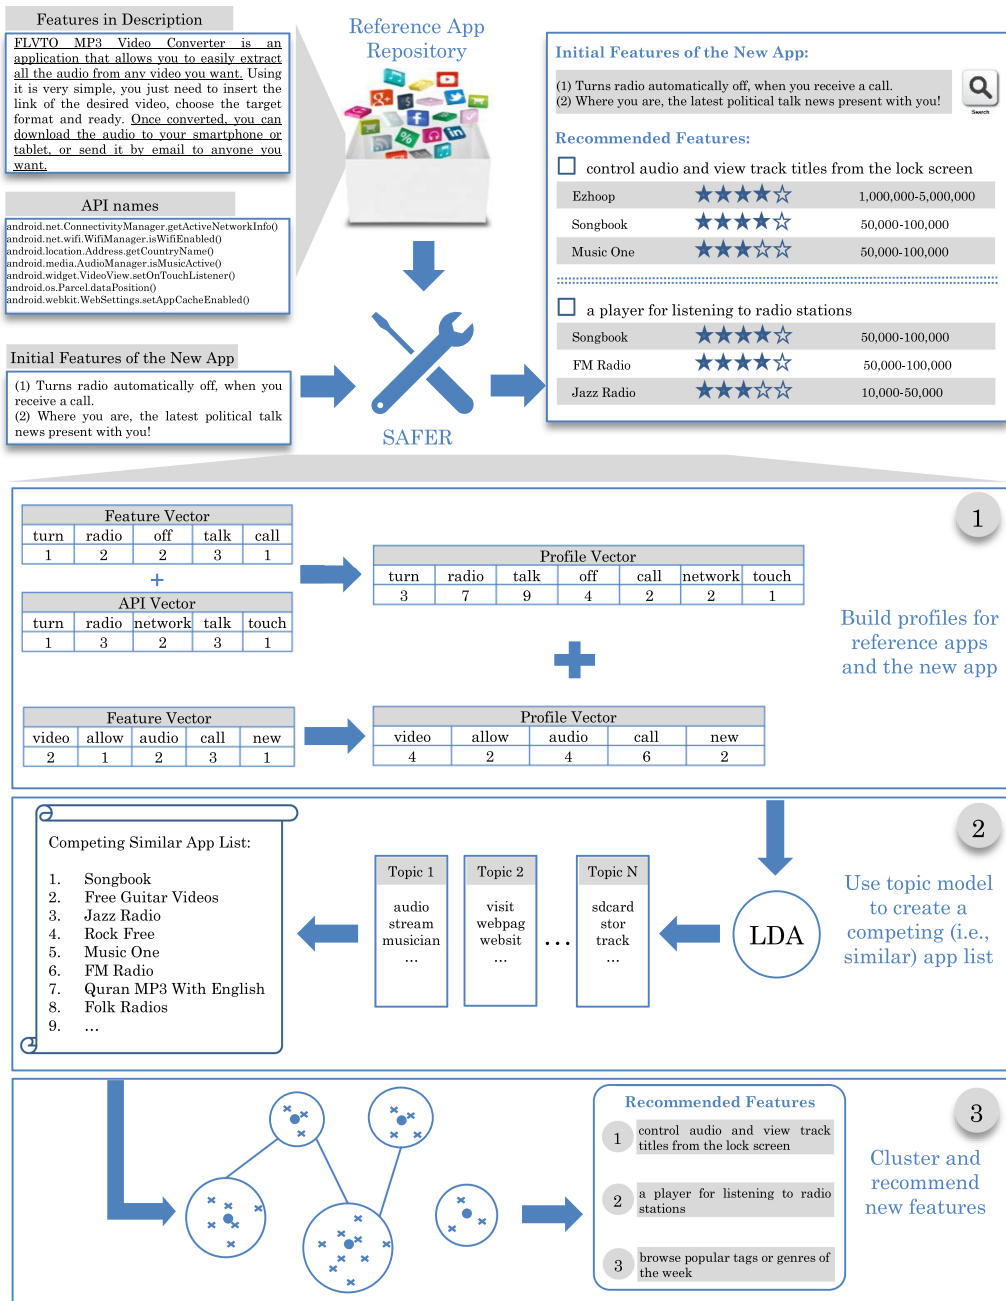 Features in Description
FLVTO MP3 Video Converter is an
application that allows you to easily extract
all the audio from any video you want. Using
it is very simple, you just need to insert the
link of the desired video, choose the target
format and ready. Once converted, you can
download the audio to your smartphone or
tablet, or send it by email to anyone you
want.
API names
android.net.ConnectivityManager.getActiveNetworkInfo()
android.net.wifi.WifiManager.isWifiEnabled()
android.location.Address.getCountryName()
android.media.AudioManager.isMusicActive()
android.widget.VideoView.setOnTouchListener()
android.os.Parcel.dataPosition()
android.webkit.WebSettings.setAppCacheEnabled()
Initial Features of the New App
(1) Turns radio automatically off, when you
receive a call.
(2) Where you are, the latest political talk
news present with you!
Reference App
Repository
SAFER
Initial Features of the New App:
(1) Turns radio automatically off, when you receive a call.
(2) Where you are, the latest political talk news present with you!
Search
Recommended Features:
control audio and view track titles from the lock screen
Ezhoop 1,000,000-5,000,000
Songbook 50,000-100,000
Music One 50,000-100,000
a player for listening to radio stations
Songbook 50,000-100,000
FM Radio 50,000-100,000
Jazz Radio 10,000-50,000
1
Build profiles for
reference apps
and the new app
Feature Vector
turn radio off talk call
1 2 2 3 1
+
API Vector
turn radio network talk touch
1 3 2 3 1
Profile Vector
turn radio talk off call network touch
3 7 9 4 2 2 1
Feature Vector
video allow audio call new
2 1 2 3 1
Profile Vector
video allow audio call new
4 2 4 6 2
2
Use topic model
to create a
competing (i.e.,
similar) app list
LDA
Topic 1
audio
stream
musician
...
Topic 2
visit
webpag
websit
...
...
Topic N
sdcard
stor
track
...
Competing Similar App List:
1. Songbook
2. Free Guitar Videos
3. Jazz Radio
4. Rock Free
5. Music One
6. FM Radio
7. Quran MP3 With English
8. Folk Radios
9. ...
3
Cluster and
recommend
new features
Recommended Features
1 control audio and view track
titles from the lock screen
2 a player for listening to radio
stations
3 browse popular tags or genres of
the week